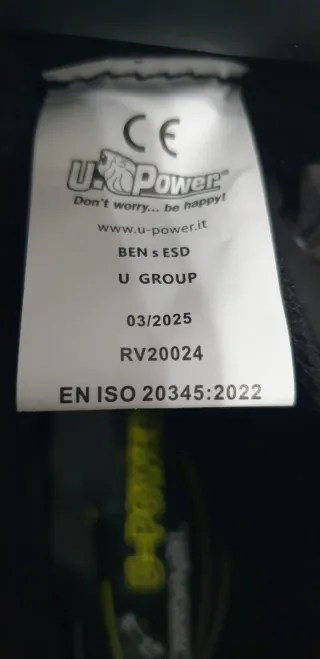 CE
U-Power®
Don't worry... be happy!
www.u-power.it
BEN s ESD
U GROUP
03/2025
RV20024
EN ISO 20345:2022
U-POWER